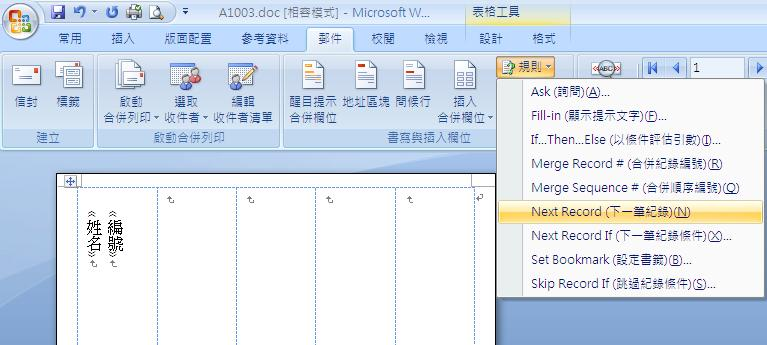 A1003.doc [相容模式] - Microsoft W... 表格工具
常用 插入 版面配置 參考資料 郵件 校閱 檢視 設計 格式
信封 標籤 啟動合併列印 選取收件者 編輯收件者清單 醒目提示合併欄位 地址區塊 問候行 插入合併欄位 規則 ABC 1
建立 啟動合併列印 書寫與插入欄位
Ask (詢問)(A)...
Fill-in (顯示提示文字)(F)...
If...Then...Else (以條件評估引數)(I)...
Merge Record # (合併紀錄編號)(R)
Merge Sequence # (合併順序編號)(Q)
Next Record (下一筆紀錄)(N)
Next Record If (下一筆紀錄條件)(X)...
Set Bookmark (設定書籤)(B)...
Skip Record If (跳過紀錄條件)(S)...
«編號»
«姓名»